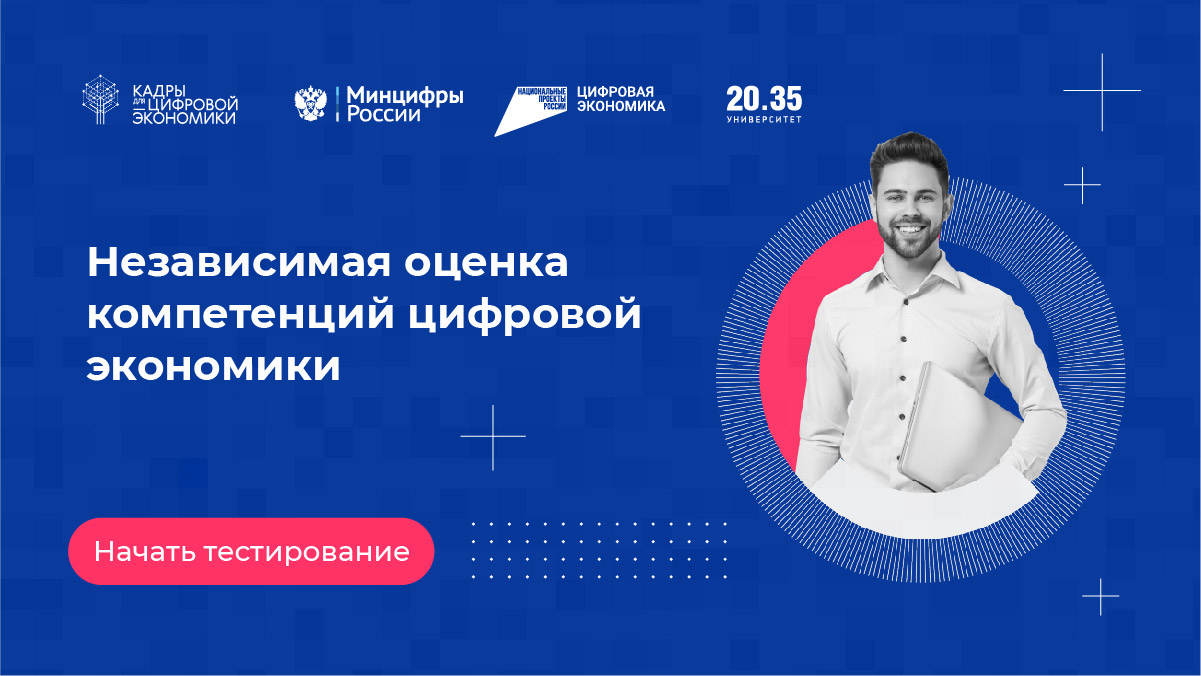 КАДРЫ
для ЦИФРОВОЙ
ЭКОНОМИКИ
Минцифры
России
НАЦИОНАЛЬНЫЕ
ПРОЕКТЫ
РОССИИ
ЦИФРОВАЯ
ЭКОНОМИКА
20.35
УНИВЕРСИТЕТ
Независимая оценка
компетенций цифровой
экономики
Начать тестирование